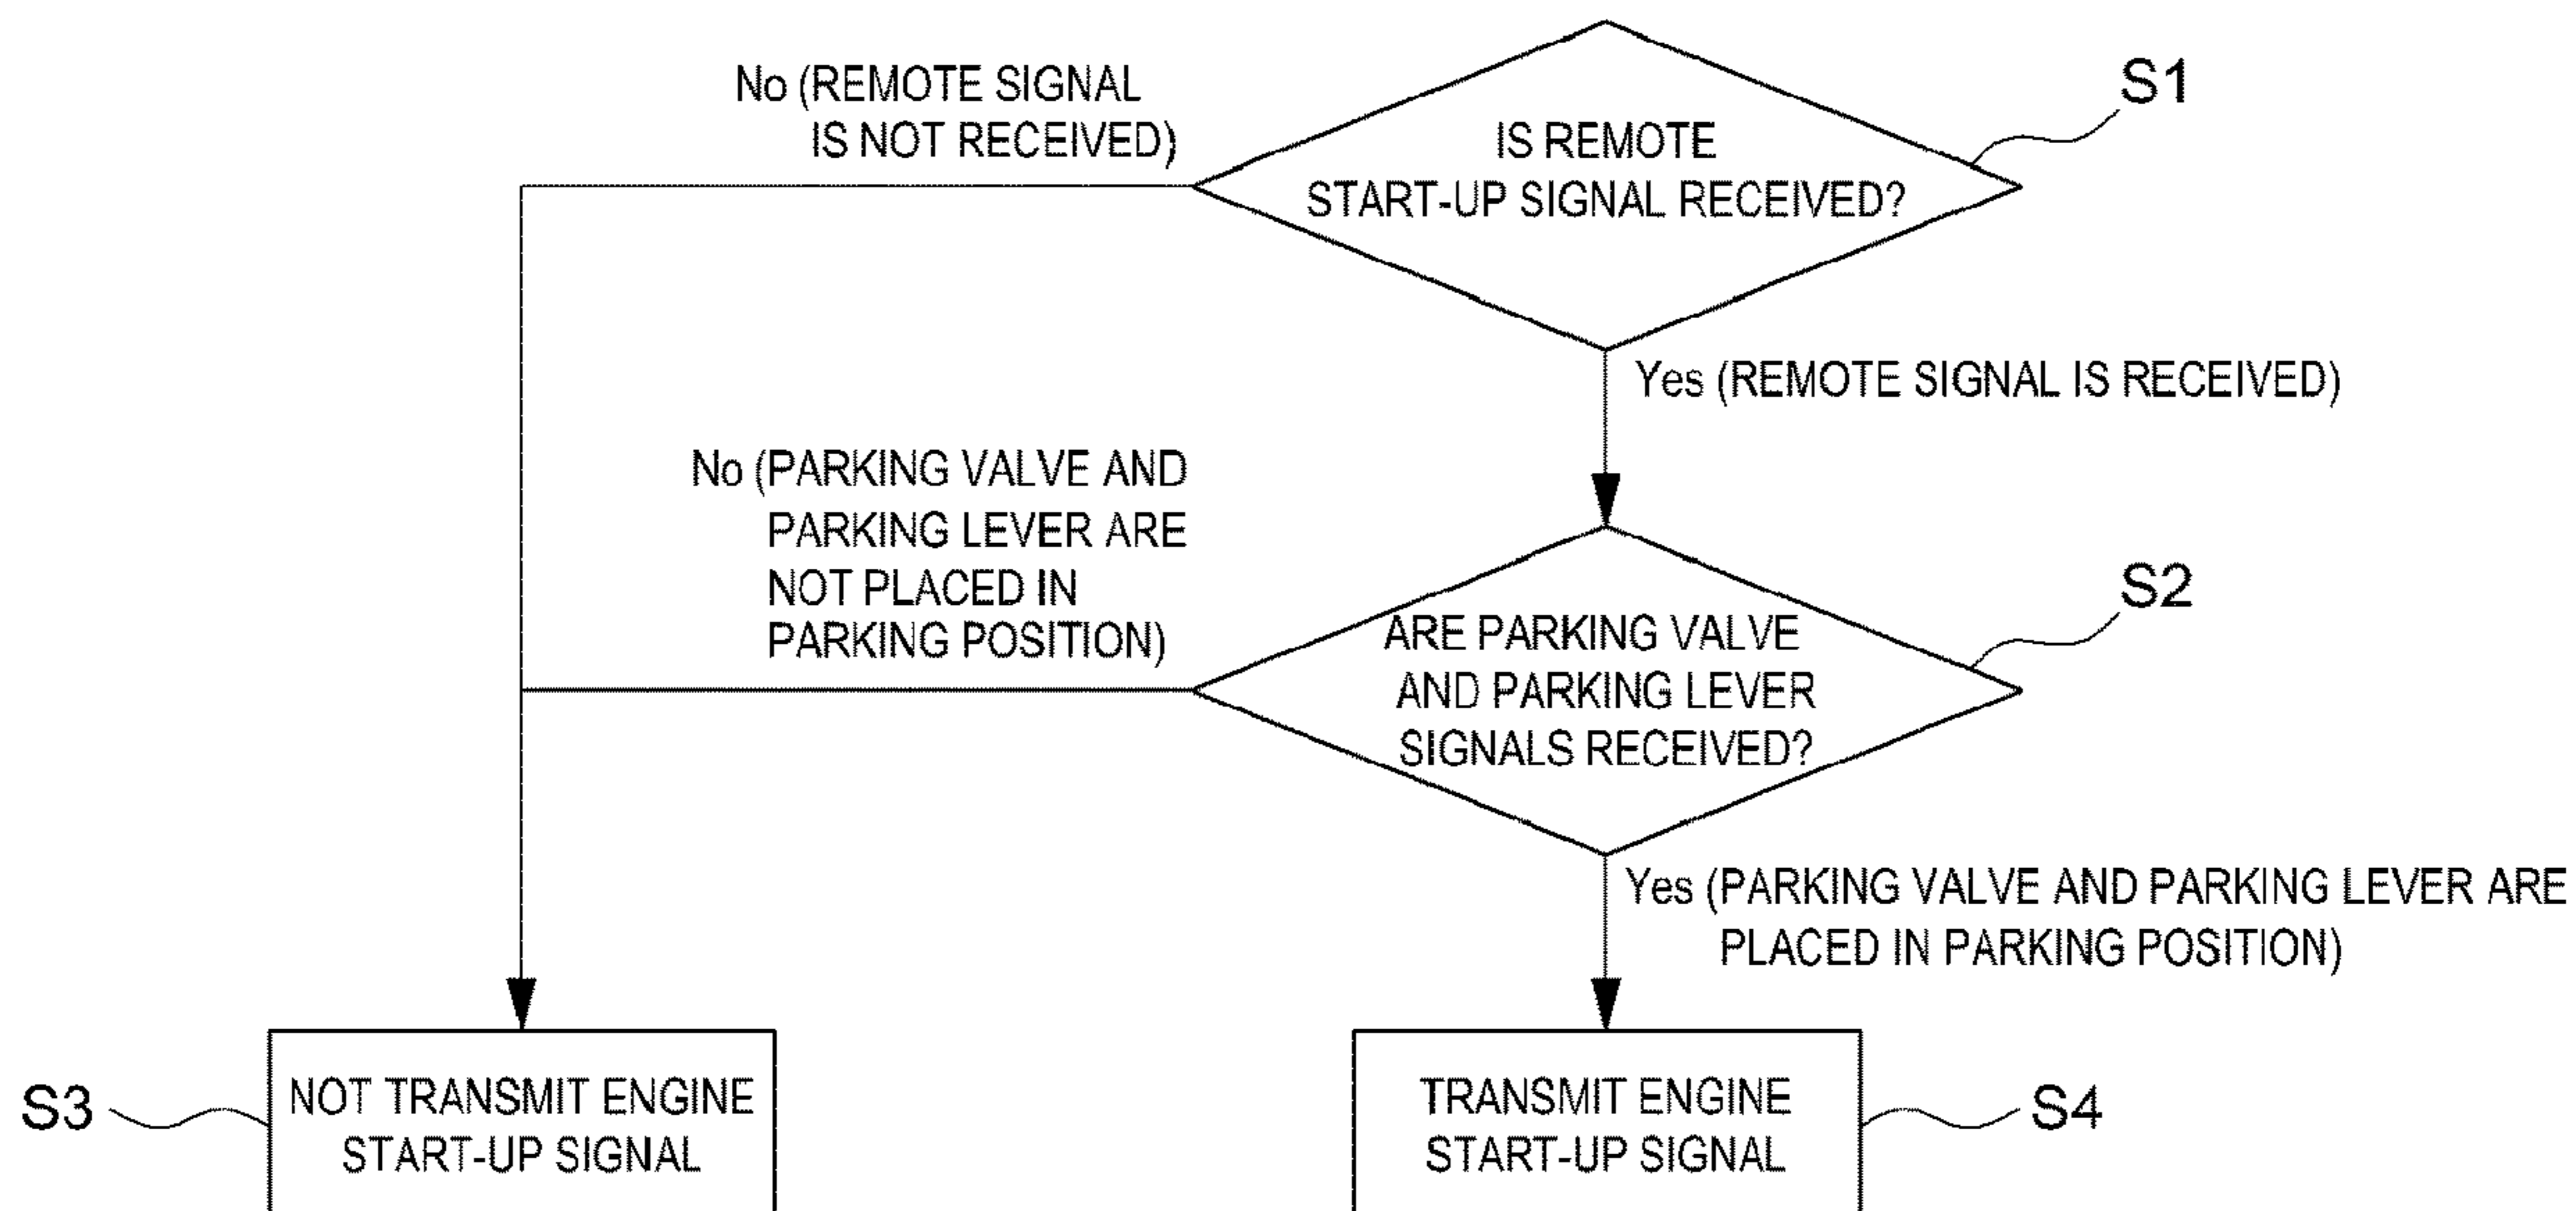 No (REMOTE SIGNAL
IS NOT RECEIVED)
IS REMOTE
START-UP SIGNAL RECEIVED?
S1
Yes (REMOTE SIGNAL IS RECEIVED)
No (PARKING VALVE AND
PARKING LEVER ARE
NOT PLACED IN
PARKING POSITION)
ARE PARKING VALVE
AND PARKING LEVER
SIGNALS RECEIVED?
S2
Yes (PARKING VALVE AND PARKING LEVER ARE
PLACED IN PARKING POSITION)
S3
NOT TRANSMIT ENGINE
START-UP SIGNAL
TRANSMIT ENGINE
START-UP SIGNAL
S4